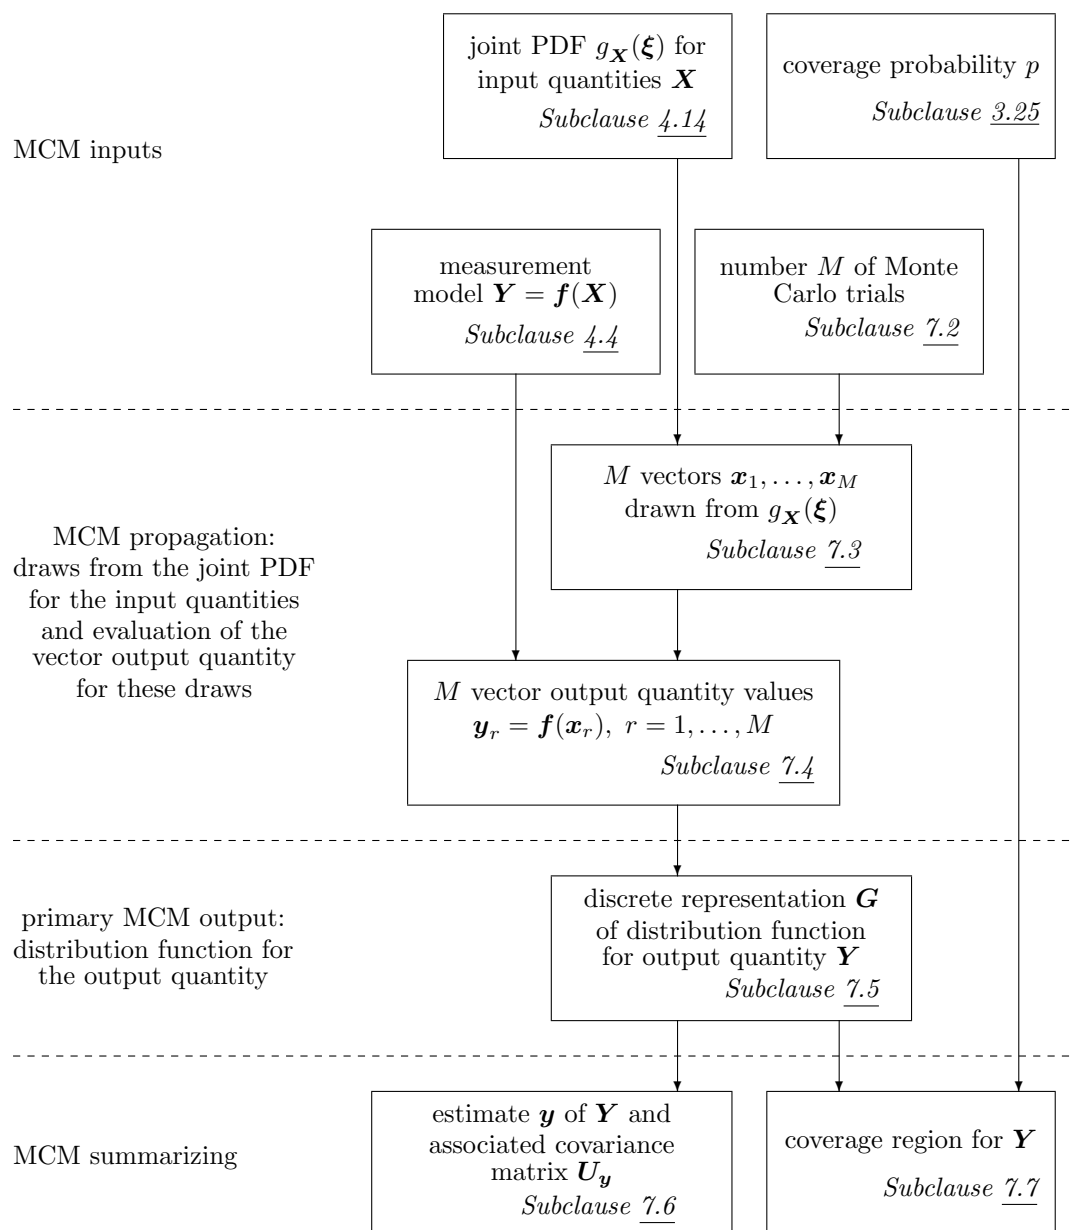 joint PDF g_X(ξ) for
input quantities X
Subclause 4.14
coverage probability p
Subclause 3.25
MCM inputs
measurement
model Y = f(X)
Subclause 4.4
number M of Monte
Carlo trials
Subclause 7.2
M vectors x_1, . . . , x_M
drawn from g_X(ξ)
Subclause 7.3
MCM propagation:
draws from the joint PDF
for the input quantities
and evaluation of the
vector output quantity
for these draws
M vector output quantity values
y_r = f(x_r), r = 1, . . . , M
Subclause 7.4
primary MCM output:
distribution function for
the output quantity
discrete representation G
of distribution function
for output quantity Y
Subclause 7.5
MCM summarizing
estimate y of Y and
associated covariance
matrix U_y
Subclause 7.6
coverage region for Y
Subclause 7.7